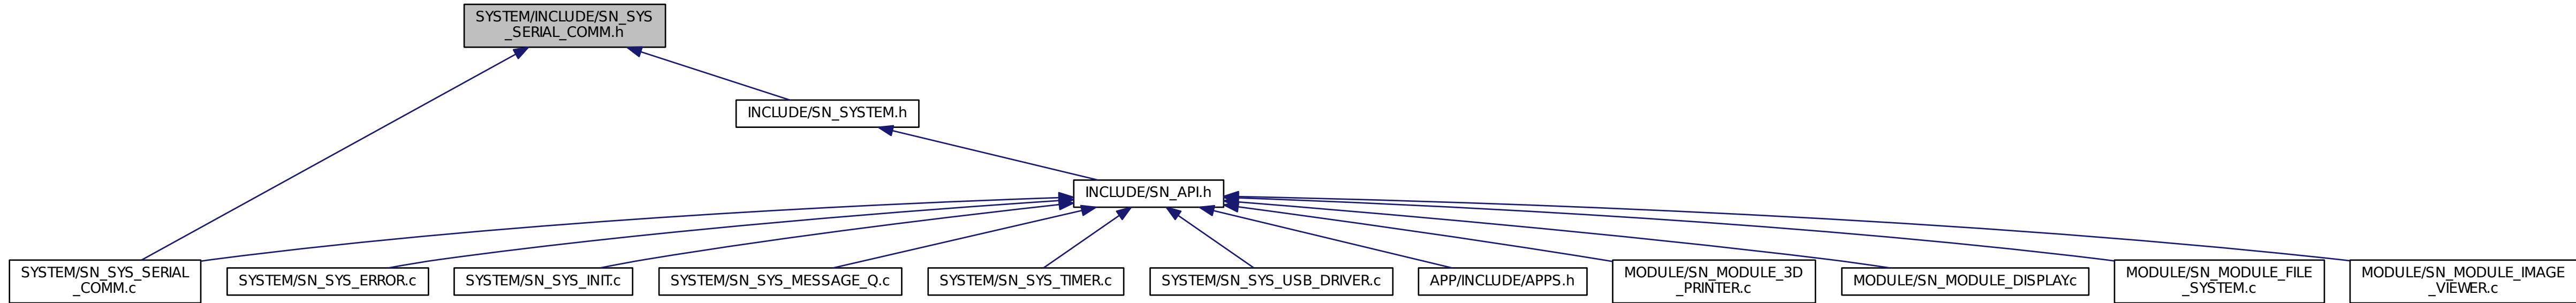 SYSTEM/INCLUDE/SN_SYS
_SERIAL_COMM.h
INCLUDE/SN_SYSTEM.h
INCLUDE/SN_API.h
SYSTEM/SN_SYS_SERIAL
_COMM.c
SYSTEM/SN_SYS_ERROR.c
SYSTEM/SN_SYS_INIT.c
SYSTEM/SN_SYS_MESSAGE_Q.c
SYSTEM/SN_SYS_TIMER.c
SYSTEM/SN_SYS_USB_DRIVER.c
APP/INCLUDE/APPS.h
MODULE/SN_MODULE_3D
_PRINTER.c
MODULE/SN_MODULE_DISPLAY.c
MODULE/SN_MODULE_FILE
_SYSTEM.c
MODULE/SN_MODULE_IMAGE
_VIEWER.c